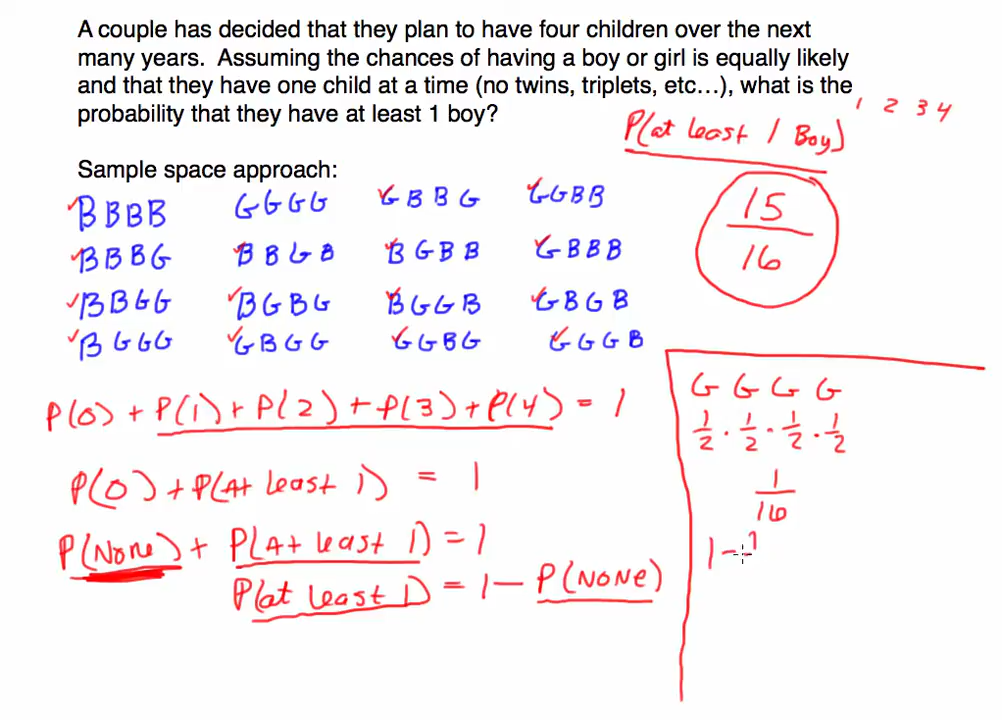 A couple has decided that they plan to have four children over the next
many years. Assuming the chances of having a boy or girl is equally likely
and that they have one child at a time (no twins, triplets, etc...), what is the
probability that they have at least 1 boy?
1 2 3 4
P(at least 1 Boy)
Sample space approach:
BBBB GGGG GBBG GGBB
15/16
BBBG BBGB BGBB GBBB
BBGG BGBG BGGB GBGB
BGGG GBGG GGBG GGGB
P(0) + P(1) + P(2) + P(3) + P(4) = 1
G G G G
1/2 · 1/2 · 1/2 · 1/2
P(0) + P(At least 1) = 1
1/16
P(None) + P(At least 1) = 1
1 - 1
P(at least 1) = 1 - P(NONE)